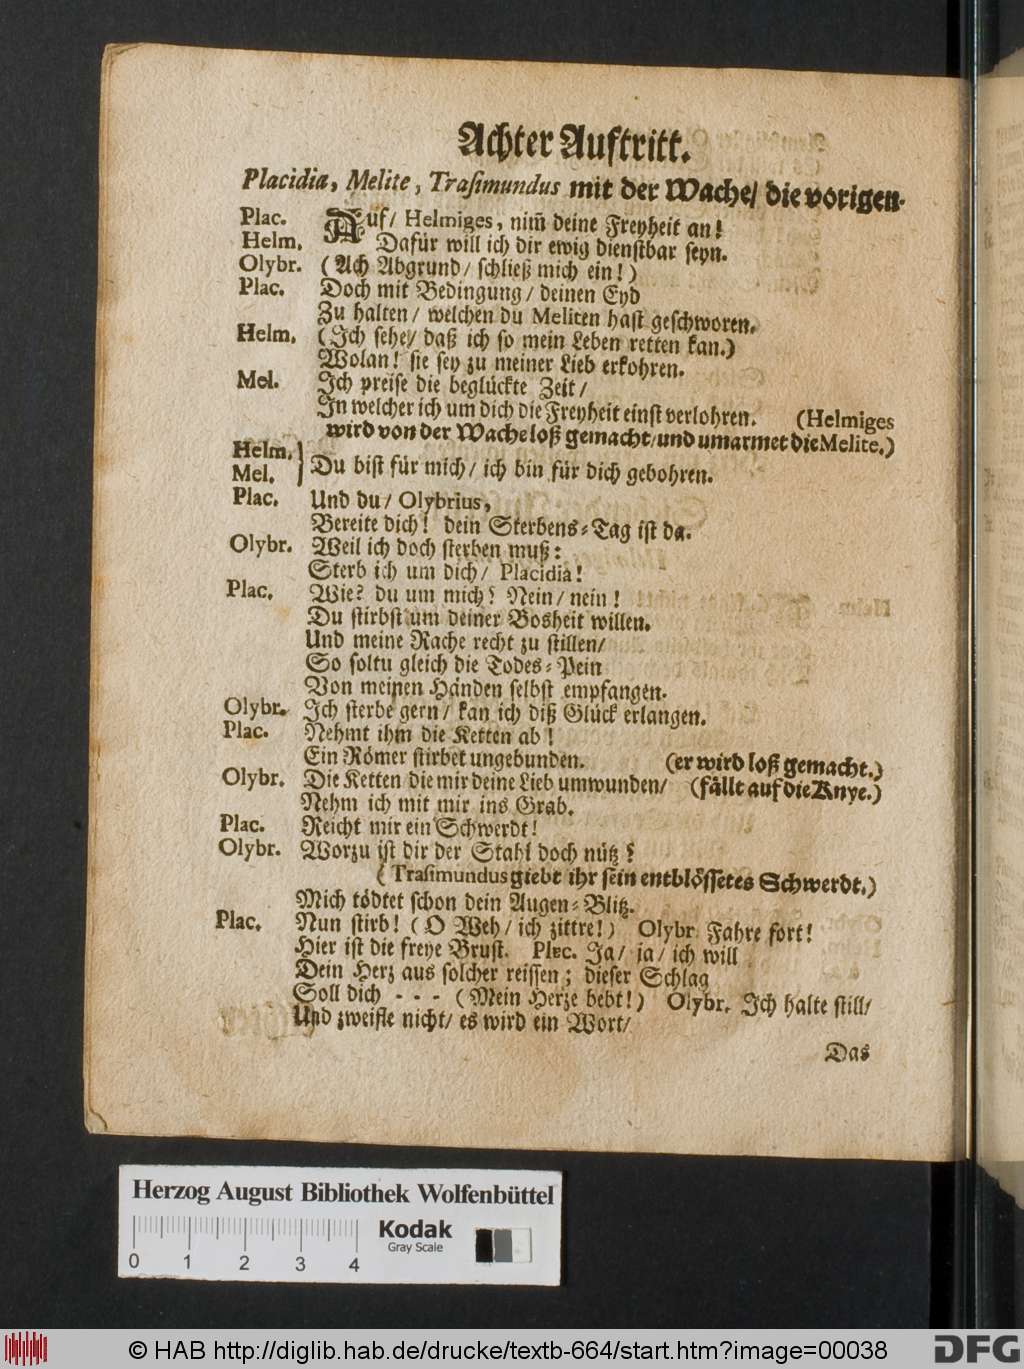 Achter Auftritt.
Placidia, Melite, Trasimundus mit der Wache/ die vorigen.
Plac. Auf/ Helmiges, nim̃ deine Freyheit an!
Helm. Dafür will ich dir ewig dienstbar seyn.
Olybr. (Ach Abgrund/ schließ mich ein!)
Plac. Doch mit Bedingung/ deinen Eyd
Zu halten/ welchen du Meliten hast geschworen.
Helm. (Ich sehe/ daß ich so mein Leben retten kan.)
Wolan! sie sey zu meiner Lieb erkohren.
Mel. Ich preise die beglückte Zeit/
In welcher ich um dich die Freyheit einst verlohren. (Helmiges
wird von der Wache loß gemacht/ und umarmet die Melite.)
Helm.
Mel. } Du bist für mich/ ich bin für dich gebohren.
Plac. Und du/ Olybrius,
Bereite dich! dein Sterbens-Tag ist da.
Olybr. Weil ich doch sterben muß:
Sterb ich um dich/ Placidia!
Plac. Wie? du um mich? Nein/ nein!
Du stirbst um deiner Bosheit willen.
Und meine Rache recht zu stillen/
So soltu gleich die Todes-Pein
Von meinen Händen selbst empfangen.
Olybr. Ich sterbe gern/ kan ich diß Glück erlangen.
Plac. Nehmt ihm die Ketten ab!
Ein Römer stirbet ungebunden. (er wird loß gemacht.)
Olybr. Die Ketten die mir deine Lieb umwunden/ (fällt auf die Knye.)
Nehm ich mit mir ins Grab.
Plac. Reicht mir ein Schwerdt!
Olybr. Worzu ist dir der Stahl doch nütz?
(Trasimundus giebt ihr sein entblössetes Schwerdt.)
Mich tödtet schon dein Augen-Blitz.
Plac. Nun stirb! (O Weh/ ich zittre!) Olybr. Fahre fort!
Hier ist die freye Brust. Plac. Ja/ ja/ ich will
Dein Herz aus solcher reissen; dieser Schlag
Soll dich - - - (Mein Herze bebt!) Olybr. Ich halte still/
Und zweifle nicht/ es wird ein Wort/
Das
Herzog August Bibliothek Wolfenbüttel
Kodak
Gray Scale
0 1 2 3 4
© HAB http://diglib.hab.de/drucke/textb-664/start.htm?image=00038
DFG